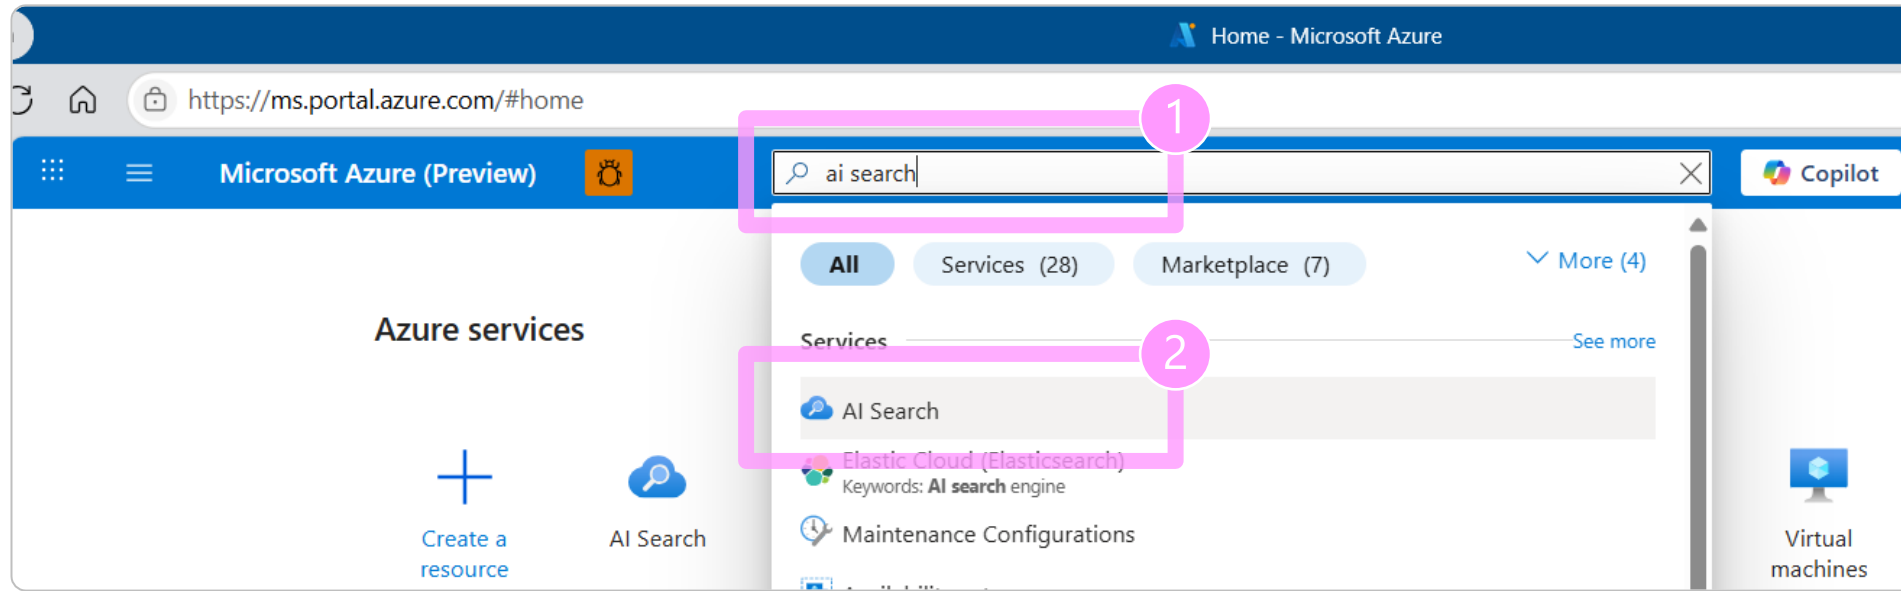 Home - Microsoft Azure
https://ms.portal.azure.com/#home
1
Microsoft Azure (Preview)
ai search
Copilot
All
Services (28)
Marketplace (7)
More (4)
Azure services
Services
See more
2
AI Search
Elastic Cloud (Elasticsearch)
Keywords: AI search engine
Maintenance Configurations
Create a
resource
AI Search
Virtual
machines